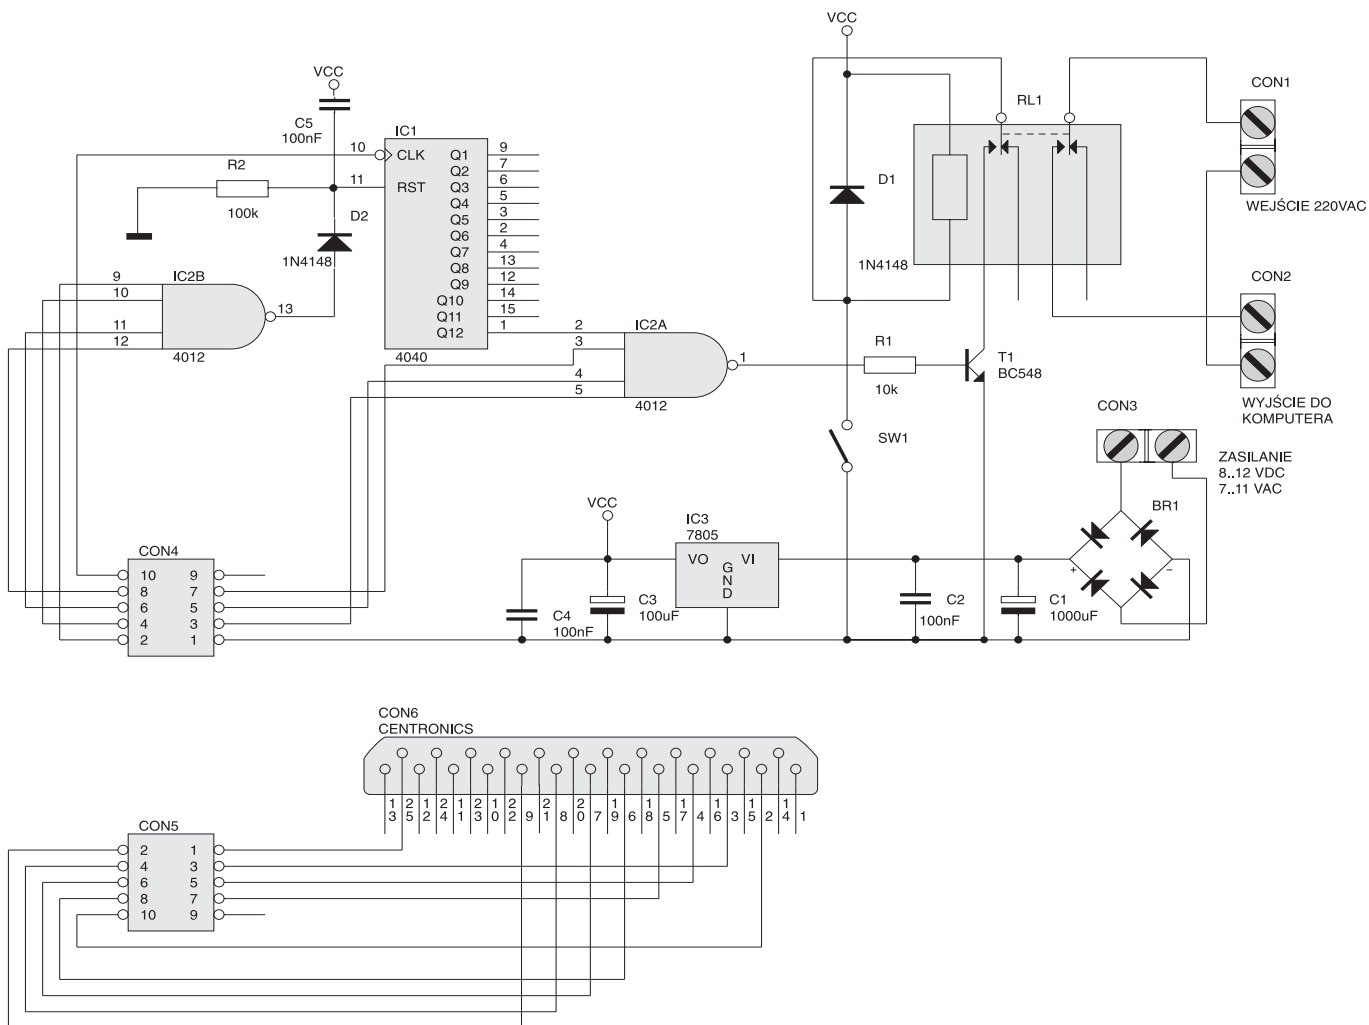 VCC
VCC
C5
100nF
R2
100k
D2
1N4148
IC1
10
CLK
11
RST
Q1
9
Q2
7
Q3
6
Q4
5
Q5
3
Q6
2
Q7
4
Q8
13
Q9
12
Q10
14
Q11
15
Q12
1
4040
IC2B
9
10
11
12
13
4012
IC2A
2
3
4
5
1
4012
RL1
D1
1N4148
CON1
WEJŚCIE 220VAC
CON2
WYJŚCIE DO
KOMPUTERA
R1
10k
T1
BC548
SW1
CON3
ZASILANIE
8..12 VDC
7..11 VAC
BR1
+
−
VCC
IC3
7805
VO
VI
GND
C4
100nF
C3
100uF
C2
100nF
C1
1000uF
CON4
10
9
8
7
6
5
4
3
2
1
CON6
CENTRONICS
13
25
12
24
11
23
10
22
9
21
8
20
7
19
6
18
5
17
4
16
3
15
2
14
1
CON5
2
1
4
3
6
5
8
7
10
9